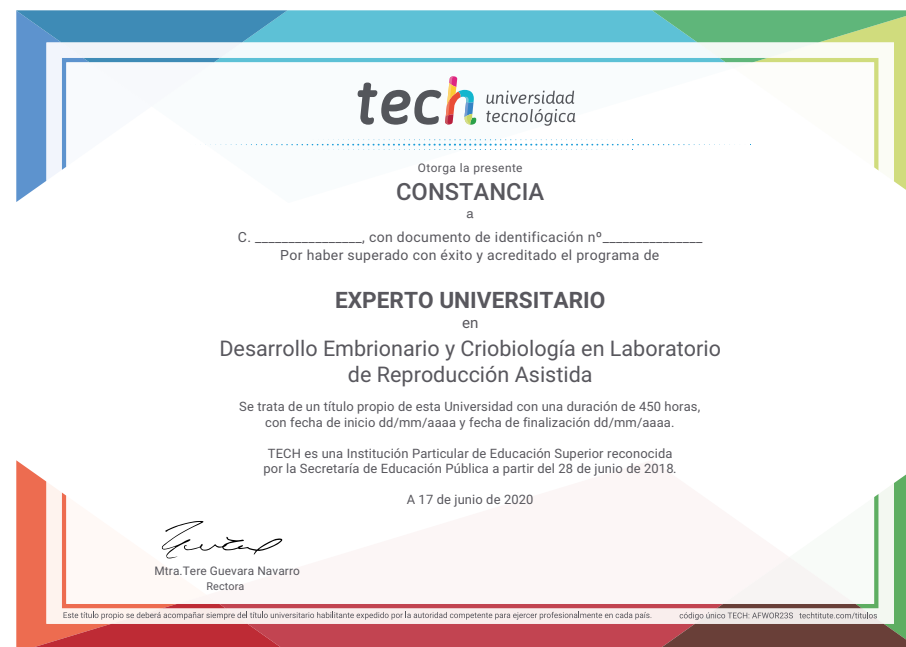 tech universidad
tecnológica
Otorga la presente
CONSTANCIA
a
C. ________________, con documento de identificación nº_______________
Por haber superado con éxito y acreditado el programa de
EXPERTO UNIVERSITARIO
en
Desarrollo Embrionario y Criobiología en Laboratorio
de Reproducción Asistida
Se trata de un título propio de esta Universidad con una duración de 450 horas,
con fecha de inicio dd/mm/aaaa y fecha de finalización dd/mm/aaaa.
TECH es una Institución Particular de Educación Superior reconocida
por la Secretaría de Educación Pública a partir del 28 de junio de 2018.
A 17 de junio de 2020
Mtra.Tere Guevara Navarro
Rectora
Este título propio se deberá acompañar siempre del título universitario habilitante expedido por la autoridad competente para ejercer profesionalmente en cada país. código único TECH: AFWOR23S techtitute.com/titulos